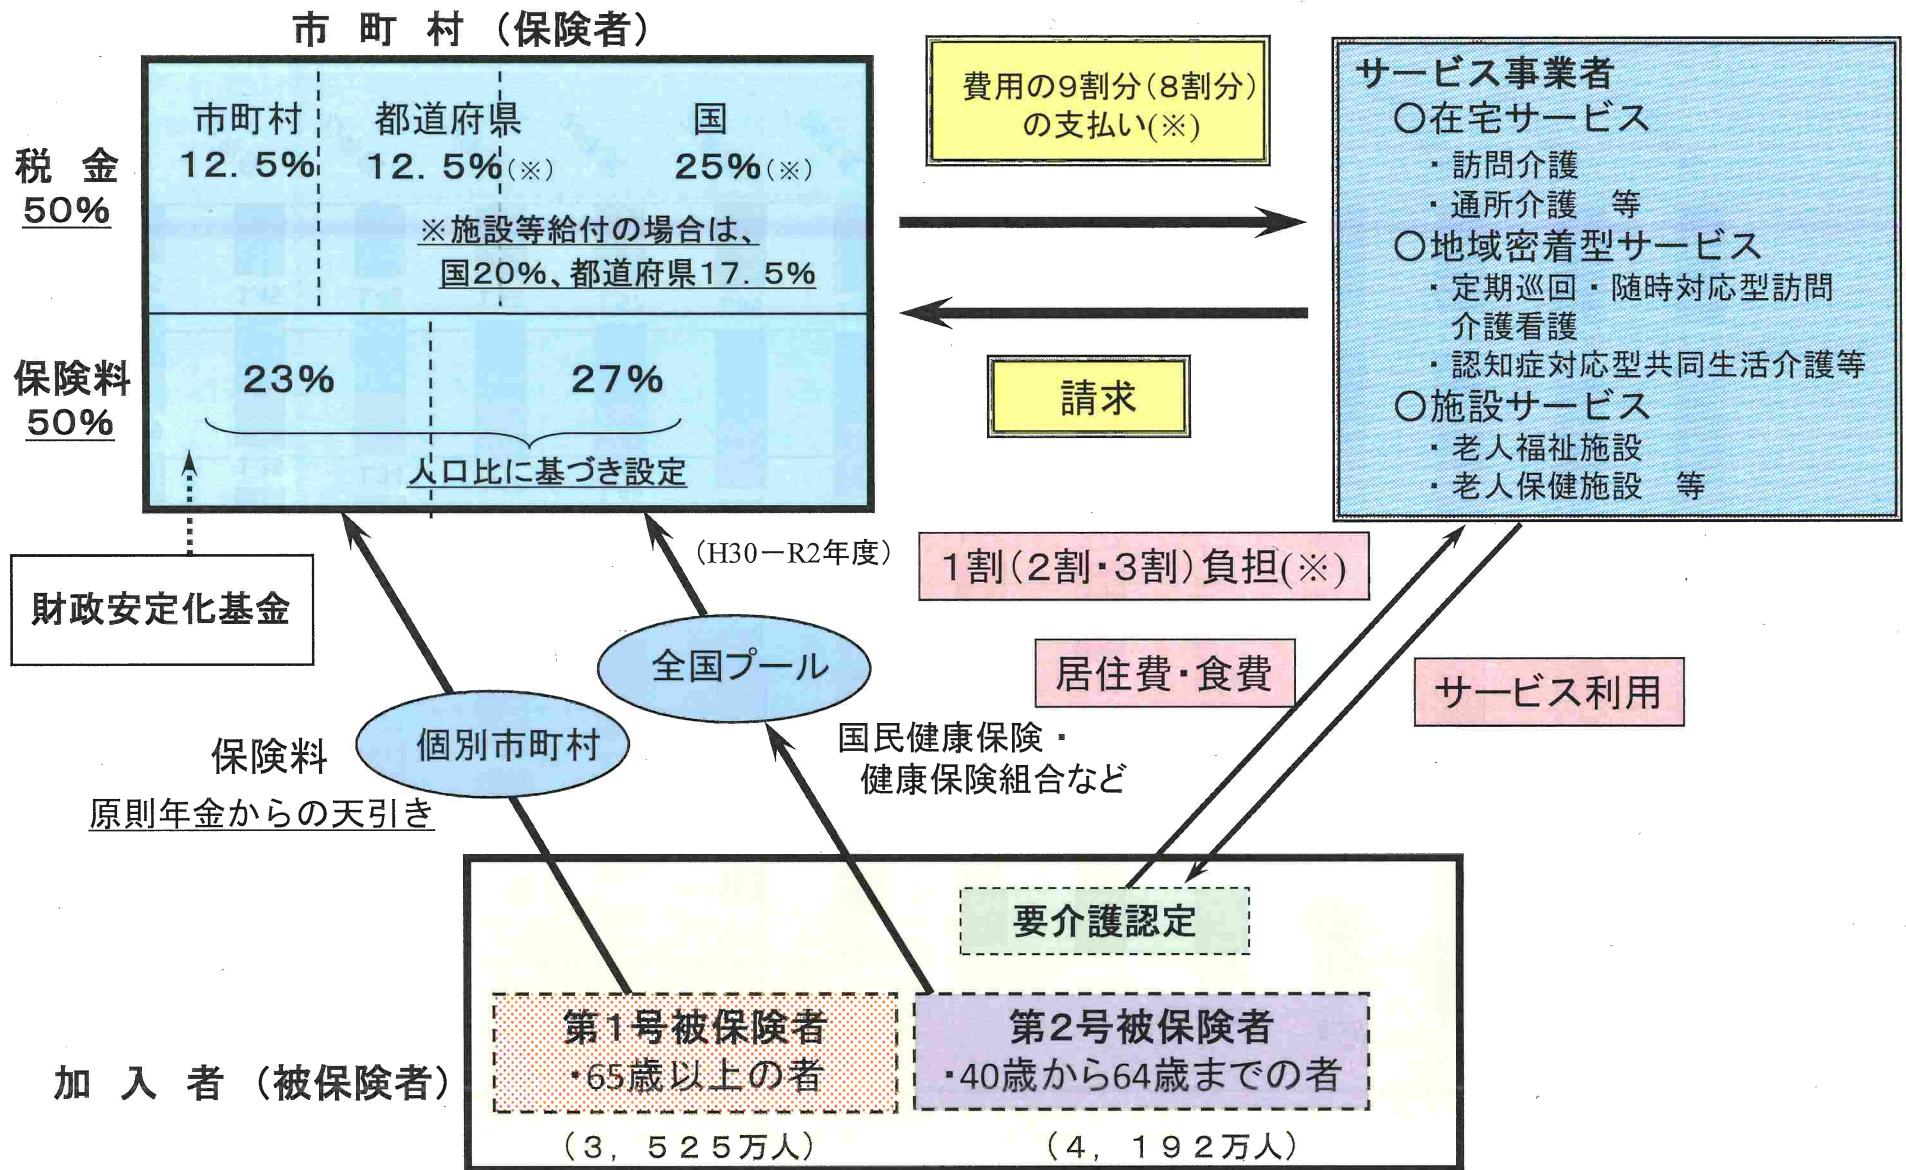 市 町 村（保険者）
税 金
50％
市町村
12．5％
都道府県
12．5％（※）
国
25％（※）
※施設等給付の場合は、
国20％、都道府県17．5％
保険料
50％
23％
27％
人口比に基づき設定
費用の9割分（8割分）
の支払い(※)
請求
サービス事業者
○在宅サービス
・訪問介護
・通所介護　等
○地域密着型サービス
・定期巡回・随時対応型訪問
介護看護
・認知症対応型共同生活介護等
○施設サービス
・老人福祉施設
・老人保健施設　等
財政安定化基金
（H30－R2年度）
全国プール
個別市町村
保険料
原則年金からの天引き
国民健康保険・
健康保険組合など
1割（2割・3割）負担(※)
居住費・食費
サービス利用
要介護認定
加 入 者（被保険者）
第1号被保険者
・65歳以上の者
（3，525万人）
第2号被保険者
・40歳から64歳までの者
（4，192万人）